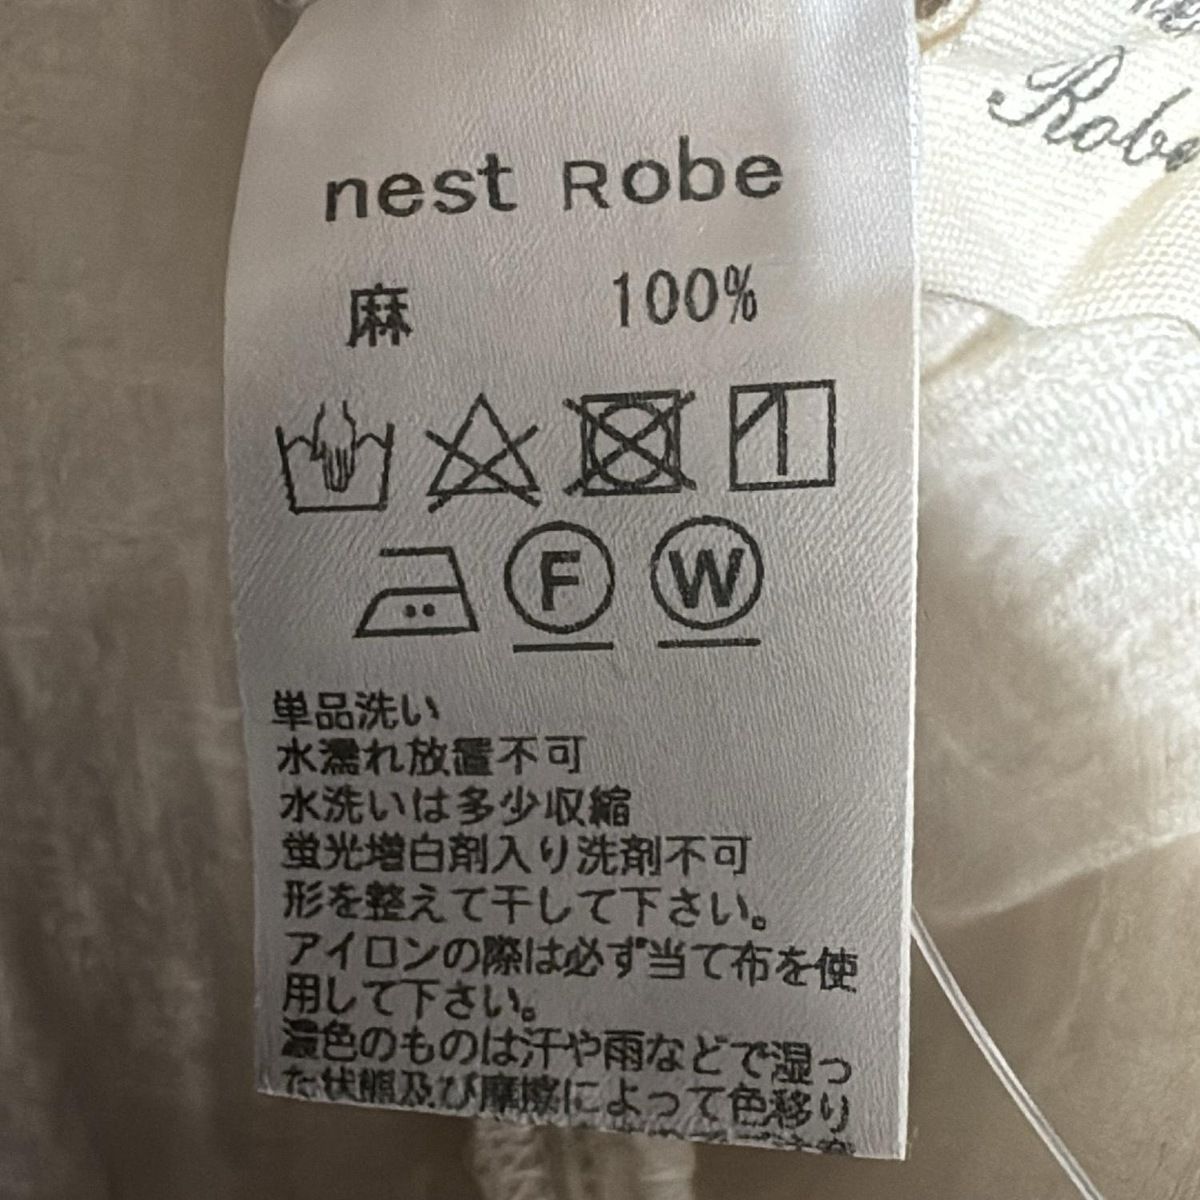 Robe
nest Robe
麻 100%
F W
単品洗い
水濡れ放置不可
水洗いは多少収縮
蛍光増白剤入り洗剤不可
形を整えて干して下さい。
アイロンの際は必ず当て布を使
用して下さい。
濃色のものは汗や雨などで湿っ
た状態及び摩擦によって色移り